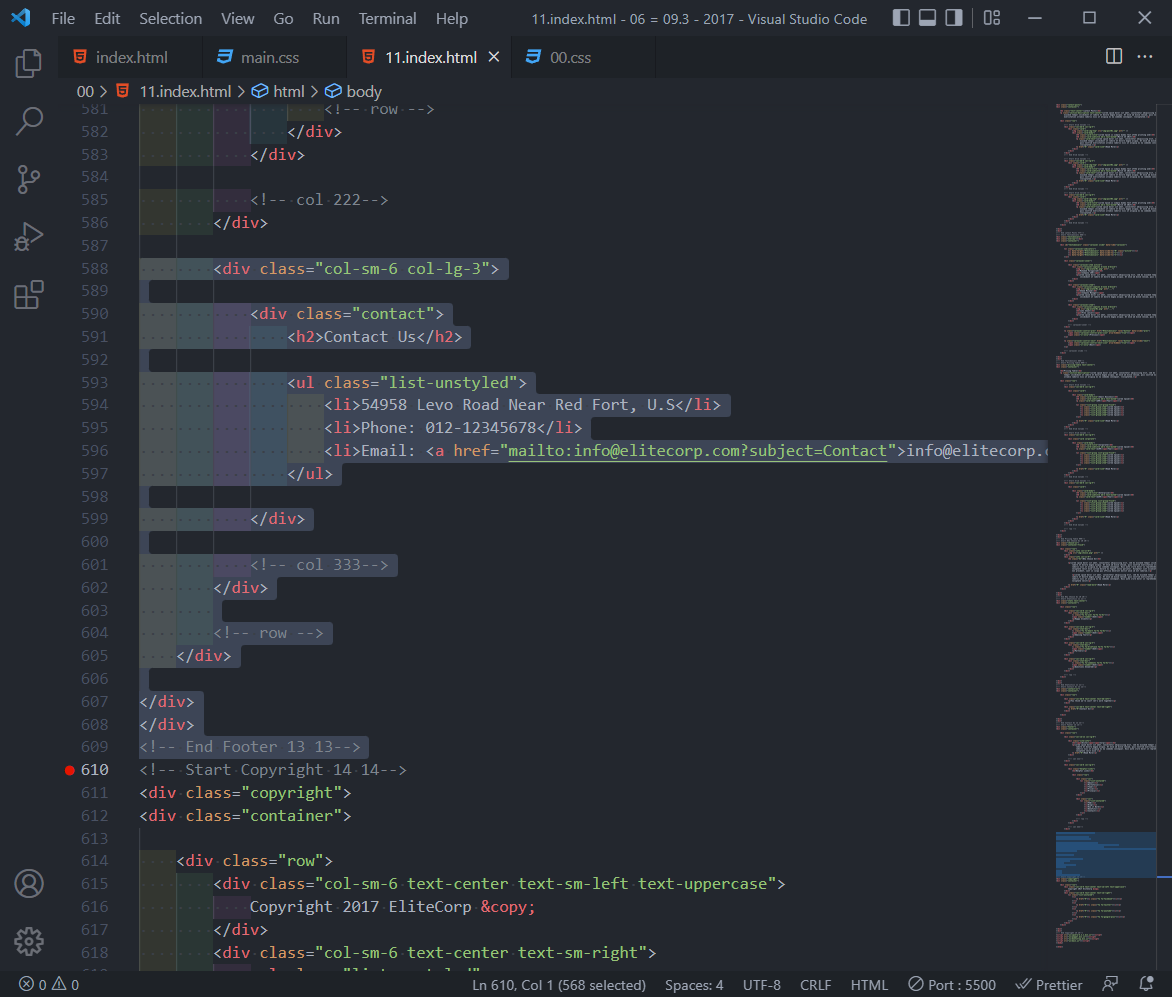 File Edit Selection View Go Run Terminal Help 11.index.html - 06 = 09.3 - 2017 - Visual Studio Code
index.html main.css 11.index.html 00.css
00 > 11.index.html > html > body
581 <!-- row -->
582 </div>
583 </div>
584
585 <!-- col 222-->
586 </div>
587
588 <div class="col-sm-6 col-lg-3">
589
590 <div class="contact">
591 <h2>Contact Us</h2>
592
593 <ul class="list-unstyled">
594 <li>54958 Levo Road Near Red Fort, U.S</li>
595 <li>Phone: 012-12345678</li>
596 <li>Email: <a href="mailto:info@elitecorp.com?subject=Contact">info@elitecorp.
597 </ul>
598
599 </div>
600
601 <!-- col 333-->
602 </div>
603
604 <!-- row -->
605 </div>
606
607 </div>
608 </div>
609 <!-- End Footer 13 13-->
610 <!-- Start Copyright 14 14-->
611 <div class="copyright">
612 <div class="container">
613
614 <div class="row">
615 <div class="col-sm-6 text-center text-sm-left text-uppercase">
616 Copyright 2017 EliteCorp &copy;
617 </div>
618 <div class="col-sm-6 text-center text-sm-right">
0 0 Ln 610, Col 1 (568 selected) Spaces: 4 UTF-8 CRLF HTML Port : 5500 Prettier